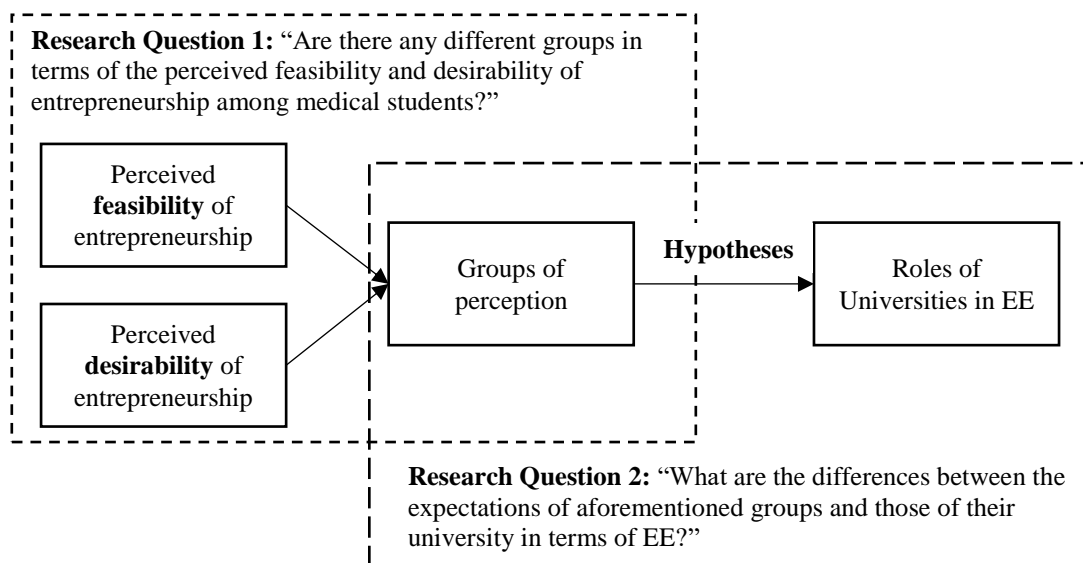 Research Question 1: “Are there any different groups in
terms of the perceived feasibility and desirability of
entrepreneurship among medical students?”
Perceived
feasibility of
entrepreneurship
Perceived
desirability of
entrepreneurship
Groups of
perception
Hypotheses
Roles of
Universities in EE
Research Question 2: “What are the differences between the
expectations of aforementioned groups and those of their
university in terms of EE?”